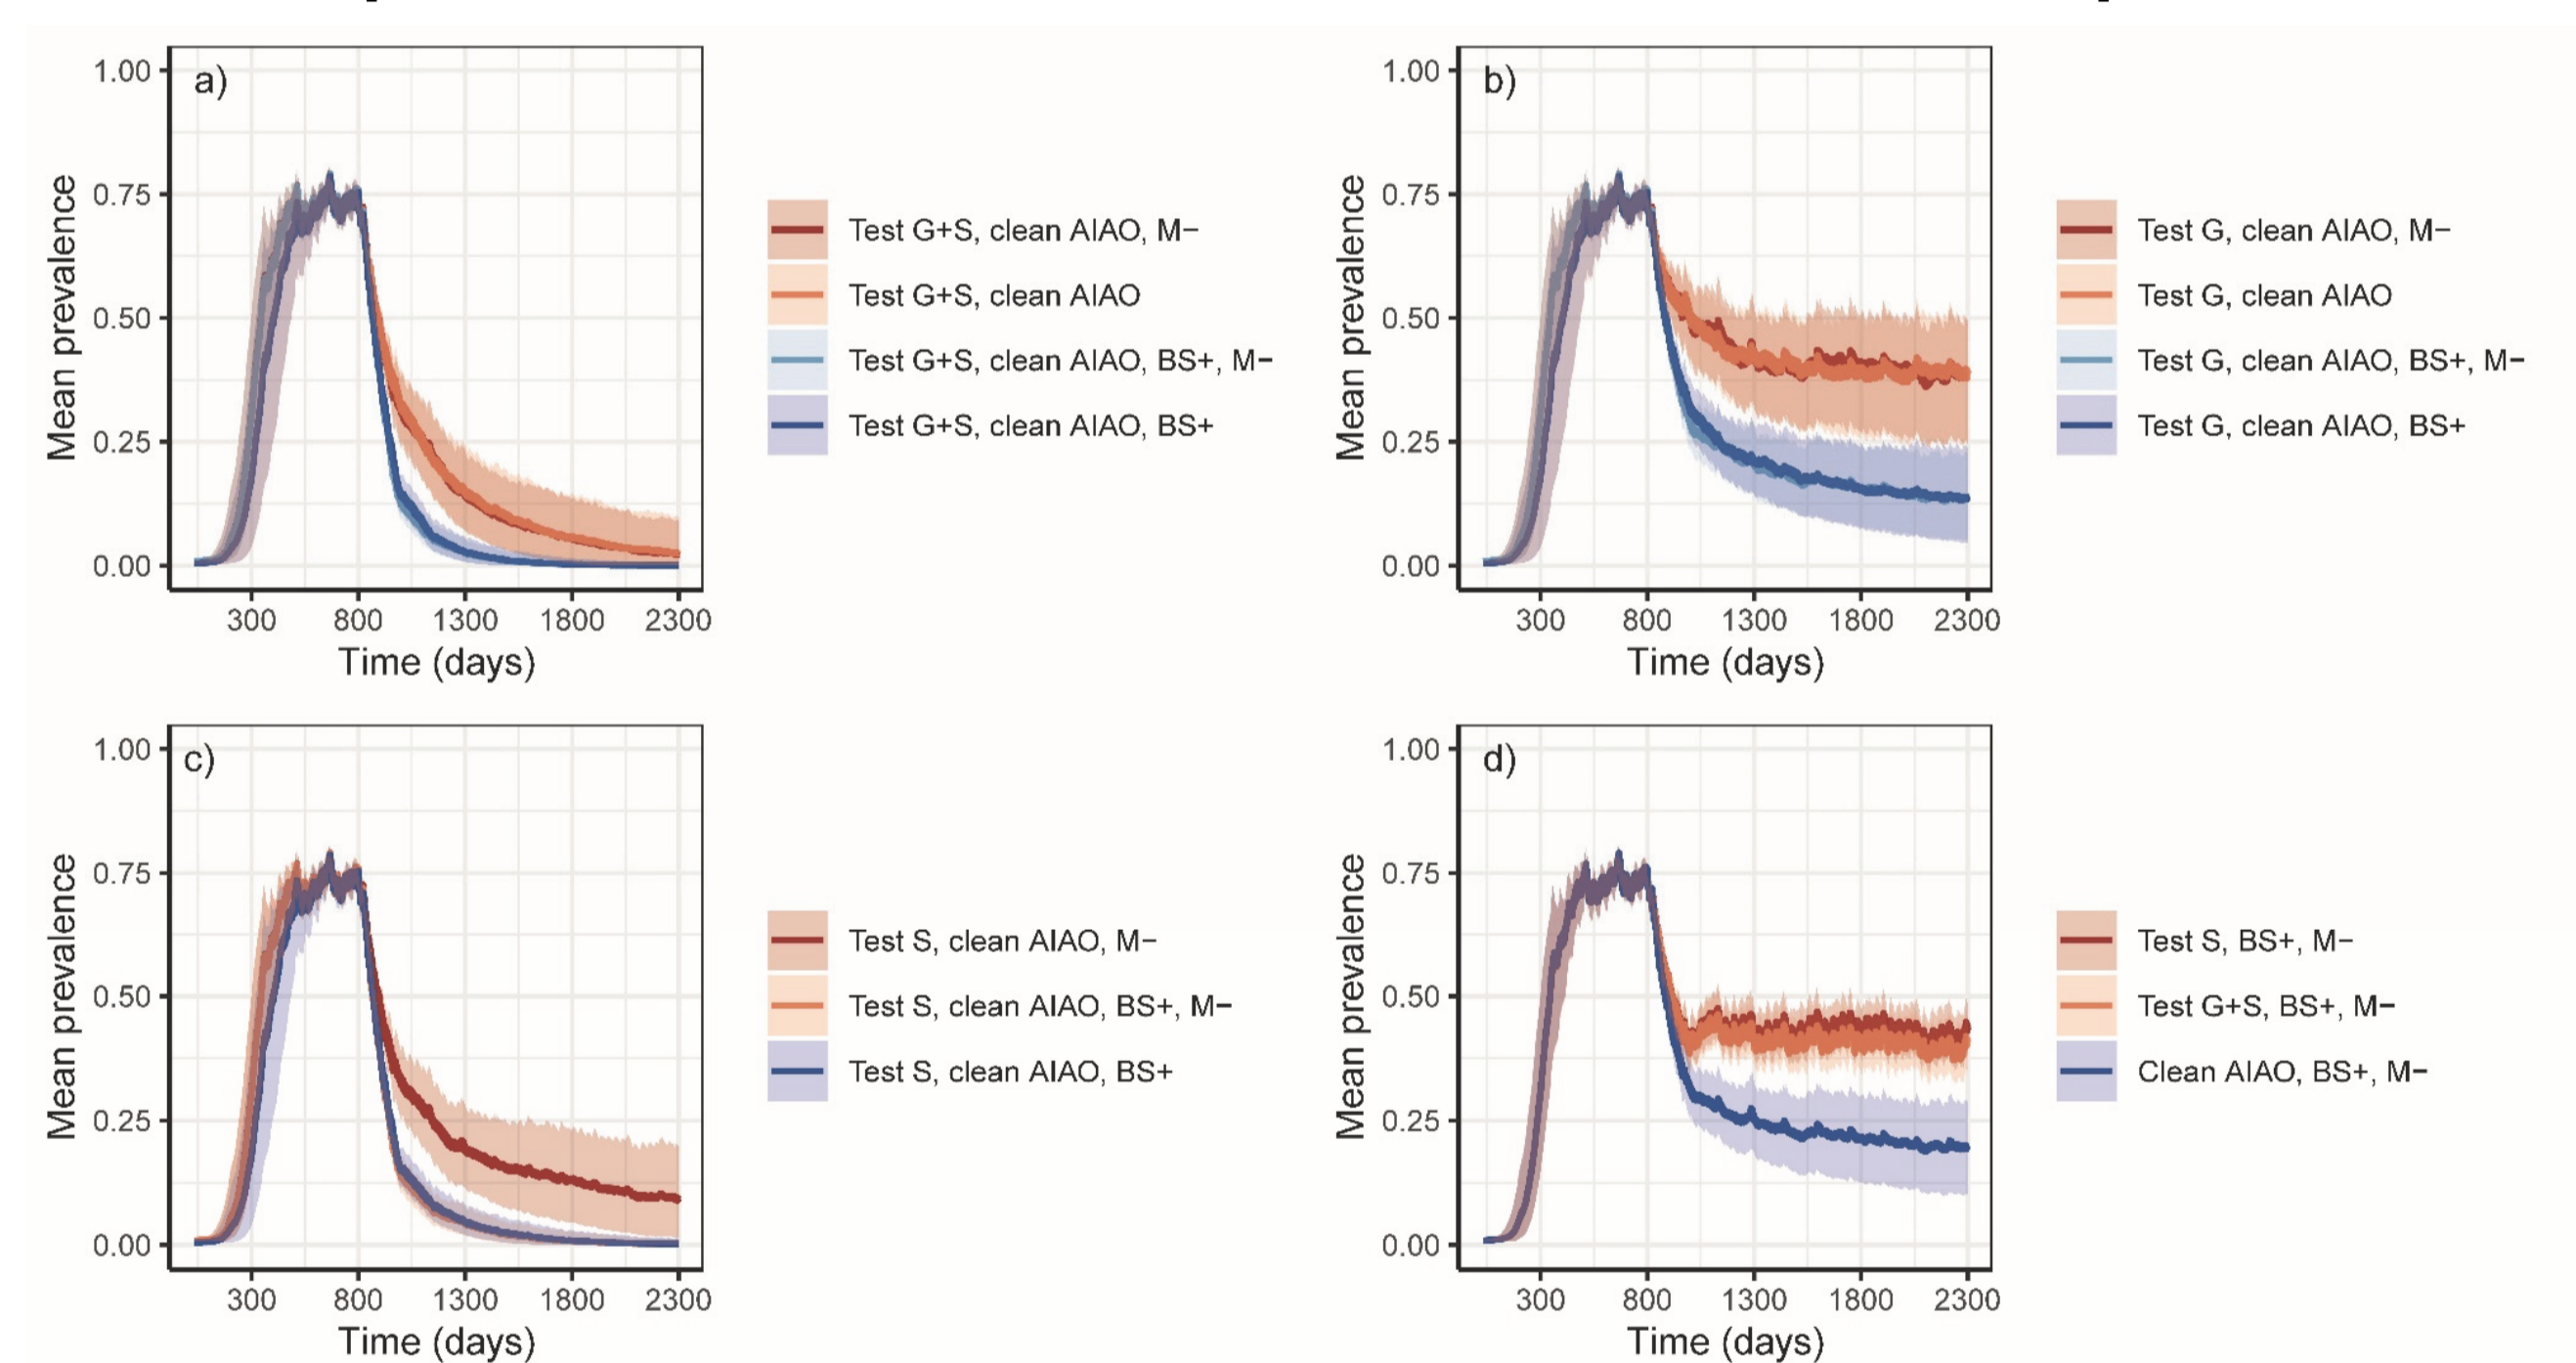 a)
1.00
0.75
0.50
0.25
0.00
Mean prevalence
300 800 1300 1800 2300
Time (days)
Test G+S, clean AIAO, M−
Test G+S, clean AIAO
Test G+S, clean AIAO, BS+, M−
Test G+S, clean AIAO, BS+
b)
1.00
0.75
0.50
0.25
0.00
Mean prevalence
300 800 1300 1800 2300
Time (days)
Test G, clean AIAO, M−
Test G, clean AIAO
Test G, clean AIAO, BS+, M−
Test G, clean AIAO, BS+
c)
1.00
0.75
0.50
0.25
0.00
Mean prevalence
300 800 1300 1800 2300
Time (days)
Test S, clean AIAO, M−
Test S, clean AIAO, BS+, M−
Test S, clean AIAO, BS+
d)
1.00
0.75
0.50
0.25
0.00
Mean prevalence
300 800 1300 1800 2300
Time (days)
Test S, BS+, M−
Test G+S, BS+, M−
Clean AIAO, BS+, M−